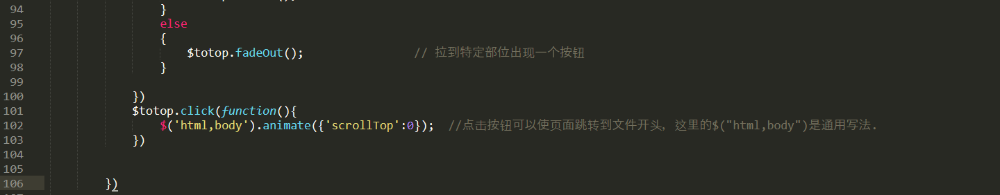 94 }
95 else
96 {
97 $totop.fadeOut(); // 拉到特定部位出现一个按钮
98 }
99
100 })
101 $totop.click(function(){
102 $('html,body').animate({'scrollTop':0}); //点击按钮可以使页面跳转到文件开头, 这里的$("html,body")是通用写法.
103 })
104
105
106 })